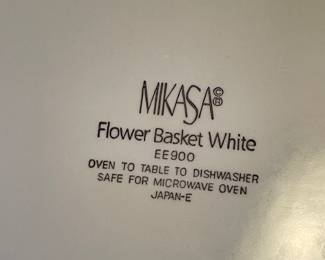 MIKASA©®
Flower Basket White
EE900
OVEN TO TABLE TO DISHWASHER
SAFE FOR MICROWAVE OVEN
JAPAN-E